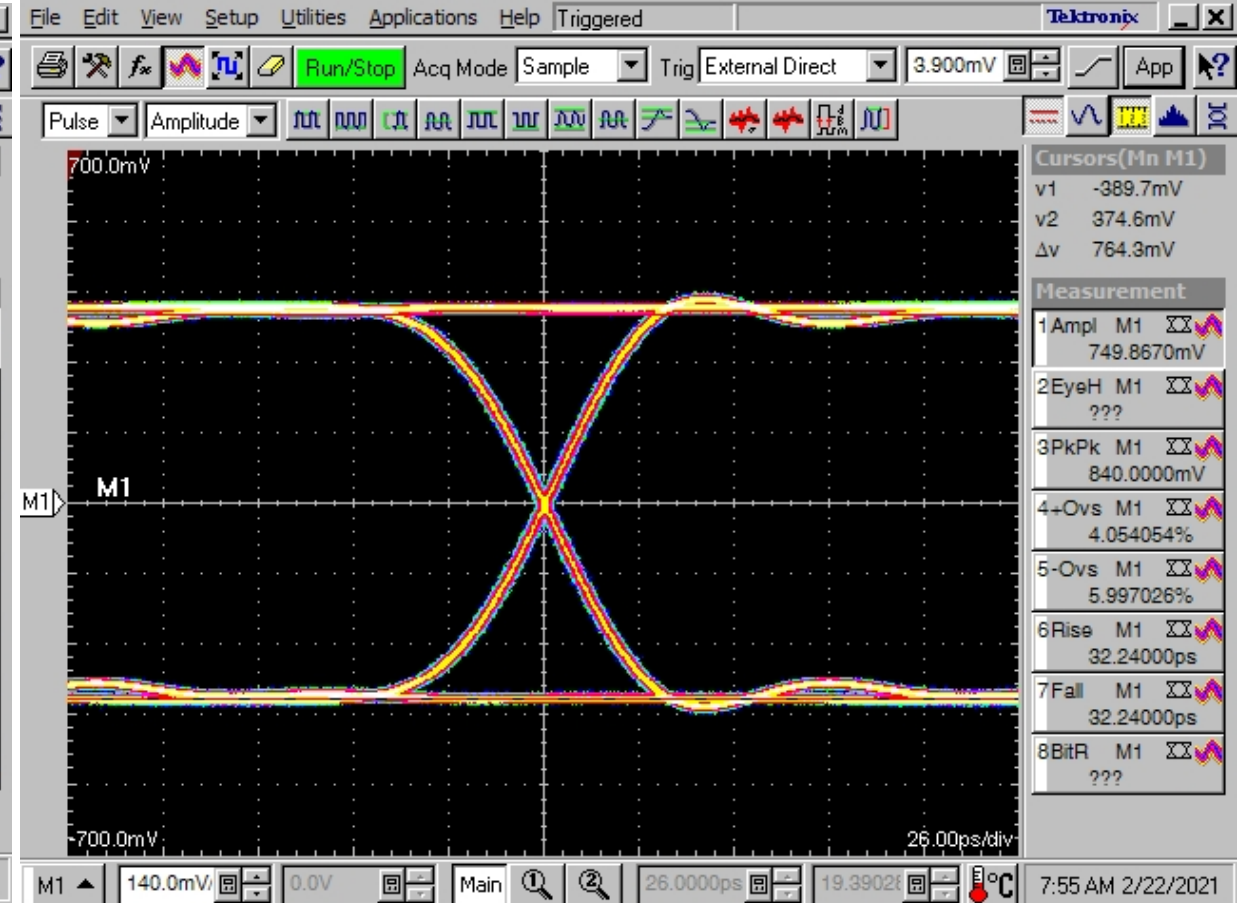 File Edit View Setup Utilities Applications Help Triggered Tektronix
Run/Stop Acq Mode Sample Trig External Direct 3.900mV App
Pulse Amplitude
700.0mV
M1
M1
-700.0mV
26.00ps/div
Cursors(Mn M1)
v1 -389.7mV
v2 374.6mV
Δv 764.3mV
Measurement
1Ampl M1
749.8670mV
2EyeH M1
???
3PkPk M1
840.0000mV
4+Ovs M1
4.054054%
5-Ovs M1
5.997026%
6Rise M1
32.24000ps
7Fall M1
32.24000ps
8BitR M1
???
M1 140.0mV/ 0.0V Main 1 2 26.0000ps 19.39028 °C 7:55 AM 2/22/2021